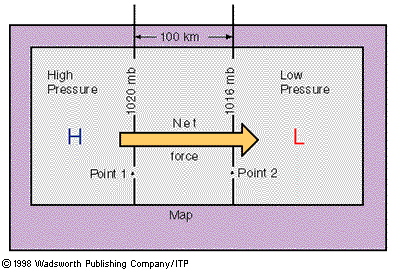 100 km
High
Pressure
1020 mb
1016 mb
Low
Pressure
H
Net
force
L
Point 1
Point 2
Map
© 1998 Wadsworth Publishing Company/ITP